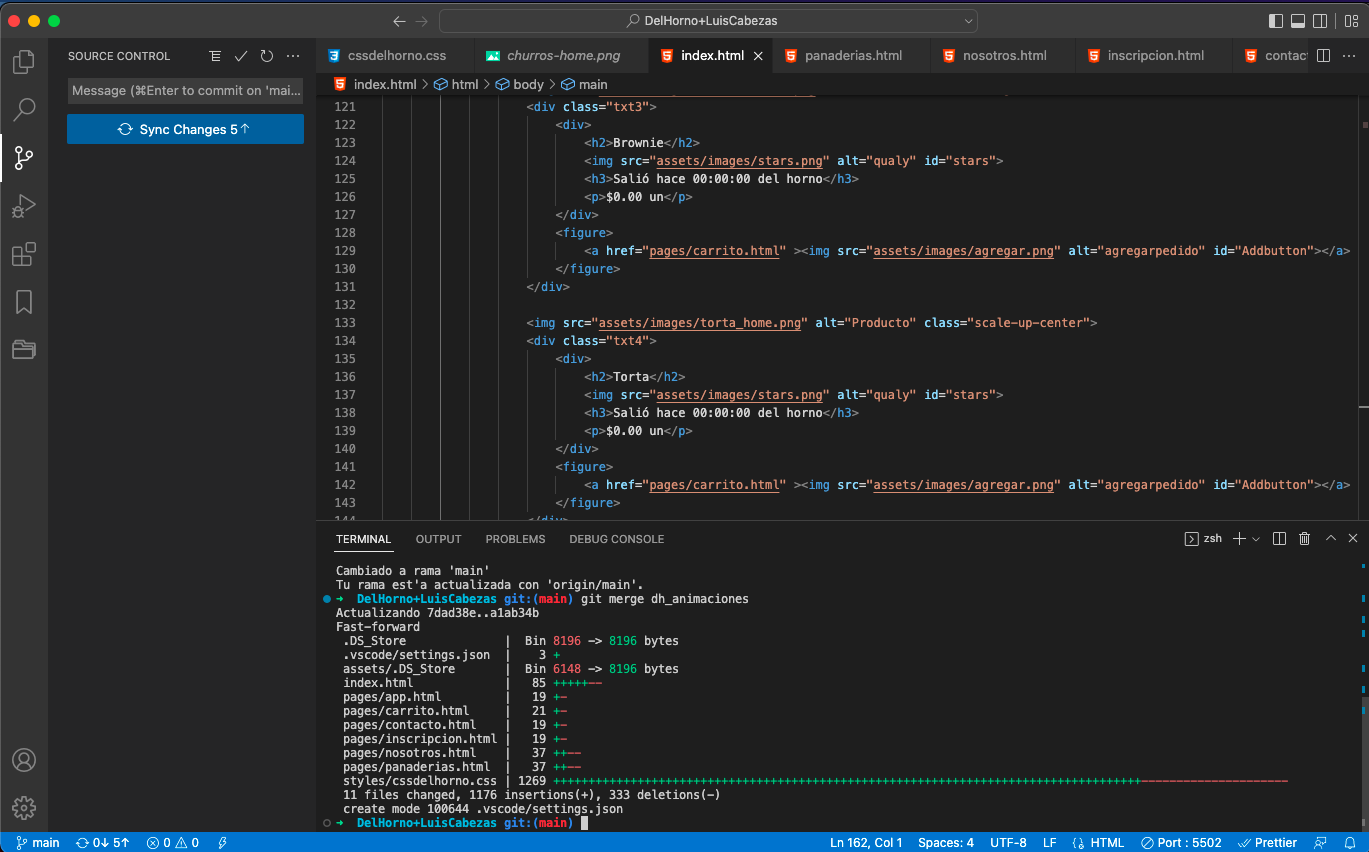 DelHorno+LuisCabezas
SOURCE CONTROL
Message (⌘Enter to commit on 'mai...
Sync Changes 5↑
cssdelhorno.css
churros-home.png
index.html
panaderias.html
nosotros.html
inscripcion.html
contac
index.html > html > body > main
121 <div class="txt3">
122 <div>
123 <h2>Brownie</h2>
124 <img src="assets/images/stars.png" alt="qualy" id="stars">
125 <h3>Salió hace 00:00:00 del horno</h3>
126 <p>$0.00 un</p>
127 </div>
128 <figure>
129 <a href="pages/carrito.html" ><img src="assets/images/agregar.png" alt="agregarpedido" id="Addbutton"></a>
130 </figure>
131 </div>
132
133 <img src="assets/images/torta_home.png" alt="Producto" class="scale-up-center">
134 <div class="txt4">
135 <div>
136 <h2>Torta</h2>
137 <img src="assets/images/stars.png" alt="qualy" id="stars">
138 <h3>Salió hace 00:00:00 del horno</h3>
139 <p>$0.00 un</p>
140 </div>
141 <figure>
142 <a href="pages/carrito.html" ><img src="assets/images/agregar.png" alt="agregarpedido" id="Addbutton"></a>
143 </figure>
144 </div>
TERMINAL
OUTPUT
PROBLEMS
DEBUG CONSOLE
zsh
Cambiado a rama 'main'
Tu rama est'a actualizada con 'origin/main'.
➜ DelHorno+LuisCabezas git:(main) git merge dh_animaciones
Actualizando 7dad38e..a1ab34b
Fast-forward
.DS_Store | Bin 8196 -> 8196 bytes
.vscode/settings.json | 3 +
assets/.DS_Store | Bin 6148 -> 8196 bytes
index.html | 85 +++++--
pages/app.html | 19 +-
pages/carrito.html | 21 +-
pages/contacto.html | 19 +-
pages/inscripcion.html | 19 +-
pages/nosotros.html | 37 ++--
pages/panaderias.html | 37 ++--
styles/cssdelhorno.css | 1269 +++++++++++++++++++++++++++++++++++++++++++++++++++++++++++++++++++++++++++++++++---------------------
11 files changed, 1176 insertions(+), 333 deletions(-)
create mode 100644 .vscode/settings.json
➜ DelHorno+LuisCabezas git:(main)
main
0↓ 5↑
0
0
Ln 162, Col 1
Spaces: 4
UTF-8
LF
HTML
Port : 5502
Prettier